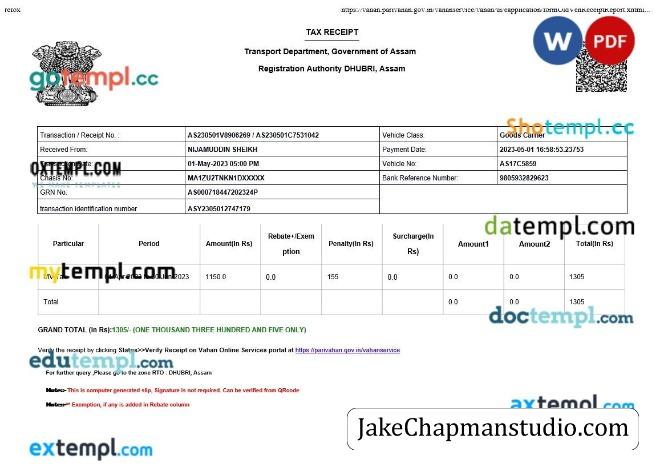 https://vahan.parivahan.gov.in/vahanservice/vahan/ui/eapplication/formOldVenReceiptReport.xhtml...
TAX RECEIPT
Transport Department, Government of Assam
Registration Authority DHUBRI, Assam
W PDF
gotempl.cc
Shotempl.cc
Transaction / Receipt No. : AS230501V8906269 / AS230501C7531042 Vehicle Class: Goods Carrier
Received From: NIJAMUDDIN SHEIKH Payment Date: 2023-05-01 16:58:53.23753
01-May-2023 05:00 PM Vehicle No: AS17C5859
OXTEMPL.COM
Chasis No: MA1ZU2TNKN1DXXXXX Bank Reference Number: 9805932829623
WE MAKE TEMPLATES
GRN No. AS000718447202324P
transaction identification number ASY2305012747179
datempl.com
Particular Period Amount(In Rs) Rebate+/Exemption Penalty(In Rs) Surcharge(In Rs) Amount1 Amount2 Total(In Rs)
mytempl.com
2023 1150.0 0.0 155 0.0 0.0 0.0 1305
Total 0.0 0.0 1305
doctempl.com
GRAND TOTAL (In Rs):1305/- (ONE THOUSAND THREE HUNDRED AND FIVE ONLY)
Verify the receipt by clicking Status>>Verify Receipt on Vahan Online Services portal at https://parivahan.gov.in/vahanservice
edutempl.com
For further query ,Please go to the zone RTO : DHUBRI, Assam
Note:- This is computer generated slip, Signature is not required. Can be verified from QRcode
Note:-** Exemption, if any is added in Rebate column
axtempl.com
JakeChapmanstudio.com
extempl.com